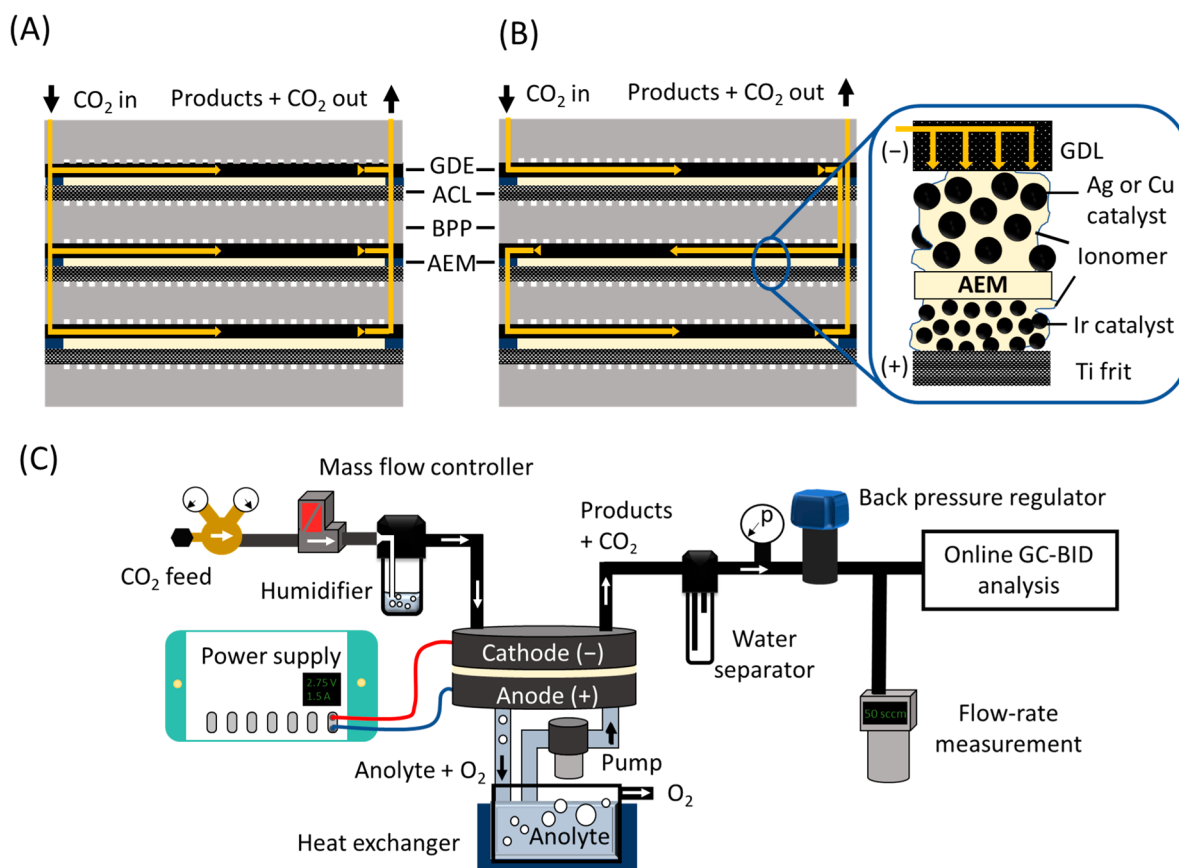 (A)
CO₂ in
Products + CO₂ out
GDE
ACL
BPP
AEM
(B)
CO₂ in
Products + CO₂ out
(−)
GDL
Ag or Cu
catalyst
Ionomer
AEM
Ir catalyst
(+)
Ti frit
(C)
Mass flow controller
CO₂ feed
Humidifier
Products
+ CO₂
p
Back pressure regulator
Online GC-BID
analysis
Water
separator
Power supply
2.75 V
1.5 A
Cathode (−)
Anode (+)
50 sccm
Flow-rate
measurement
Anolyte + O₂
Pump
O₂
Heat exchanger
Anolyte